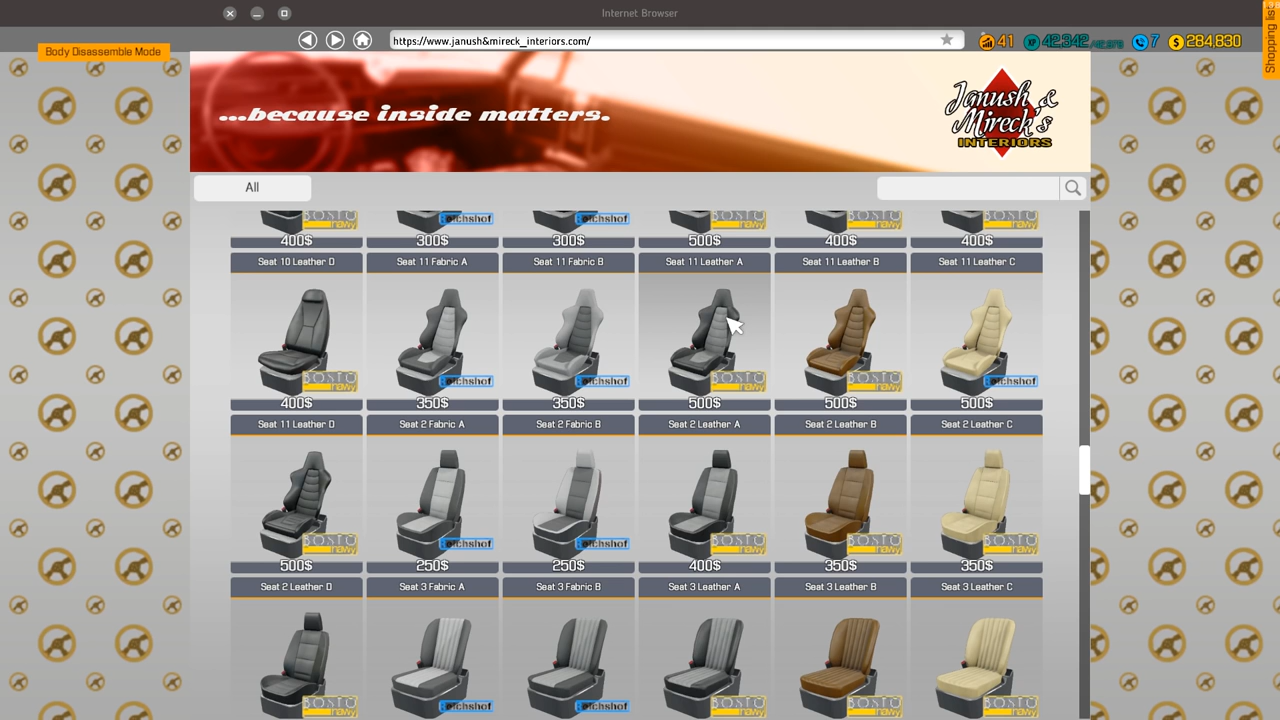 Internet Browser
Body Disassemble Mode
https://www.janush&mireck_interiors.com/
41
XP 42,342
7
$ 284,830
Shopping list
...because inside matters.
Janush &
Mireck's
INTERIORS
All
400$ 300$ 300$ 500$ 400$ 400$
Seat 10 Leather D Seat 11 Fabric A Seat 11 Fabric B Seat 11 Leather A Seat 11 Leather B Seat 11 Leather C
400$ 350$ 350$ 500$ 500$ 500$
Seat 11 Leather D Seat 2 Fabric A Seat 2 Fabric B Seat 2 Leather A Seat 2 Leather B Seat 2 Leather C
500$ 250$ 250$ 400$ 350$ 350$
Seat 2 Leather D Seat 3 Fabric A Seat 3 Fabric B Seat 3 Leather A Seat 3 Leather B Seat 3 Leather C